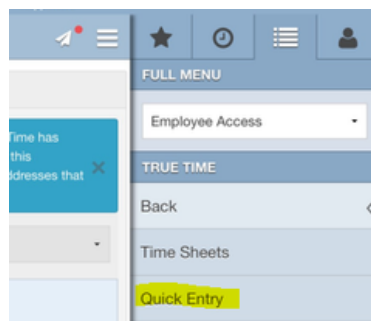 FULL MENU
Employee Access
Time has
this
ddresses that
TRUE TIME
Back
Time Sheets
Quick Entry